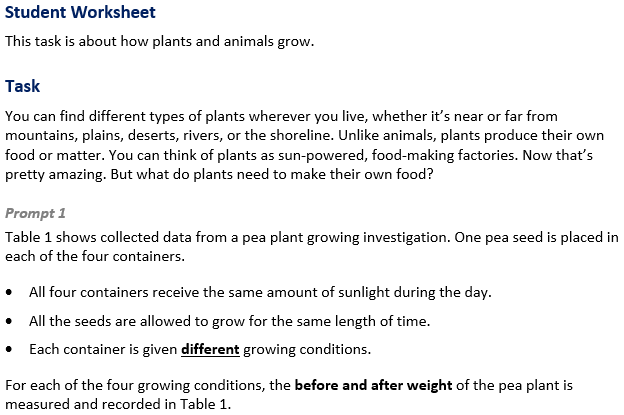 Student Worksheet
This task is about how plants and animals grow.
Task
You can find different types of plants wherever you live, whether it's near or far from
mountains, plains, deserts, rivers, or the shoreline. Unlike animals, plants produce their own
food or matter. You can think of plants as sun-powered, food-making factories. Now that's
pretty amazing. But what do plants need to make their own food?
Prompt 1
Table 1 shows collected data from a pea plant growing investigation. One pea seed is placed in
each of the four containers.
• All four containers receive the same amount of sunlight during the day.
• All the seeds are allowed to grow for the same length of time.
• Each container is given different growing conditions.
For each of the four growing conditions, the before and after weight of the pea plant is
measured and recorded in Table 1.